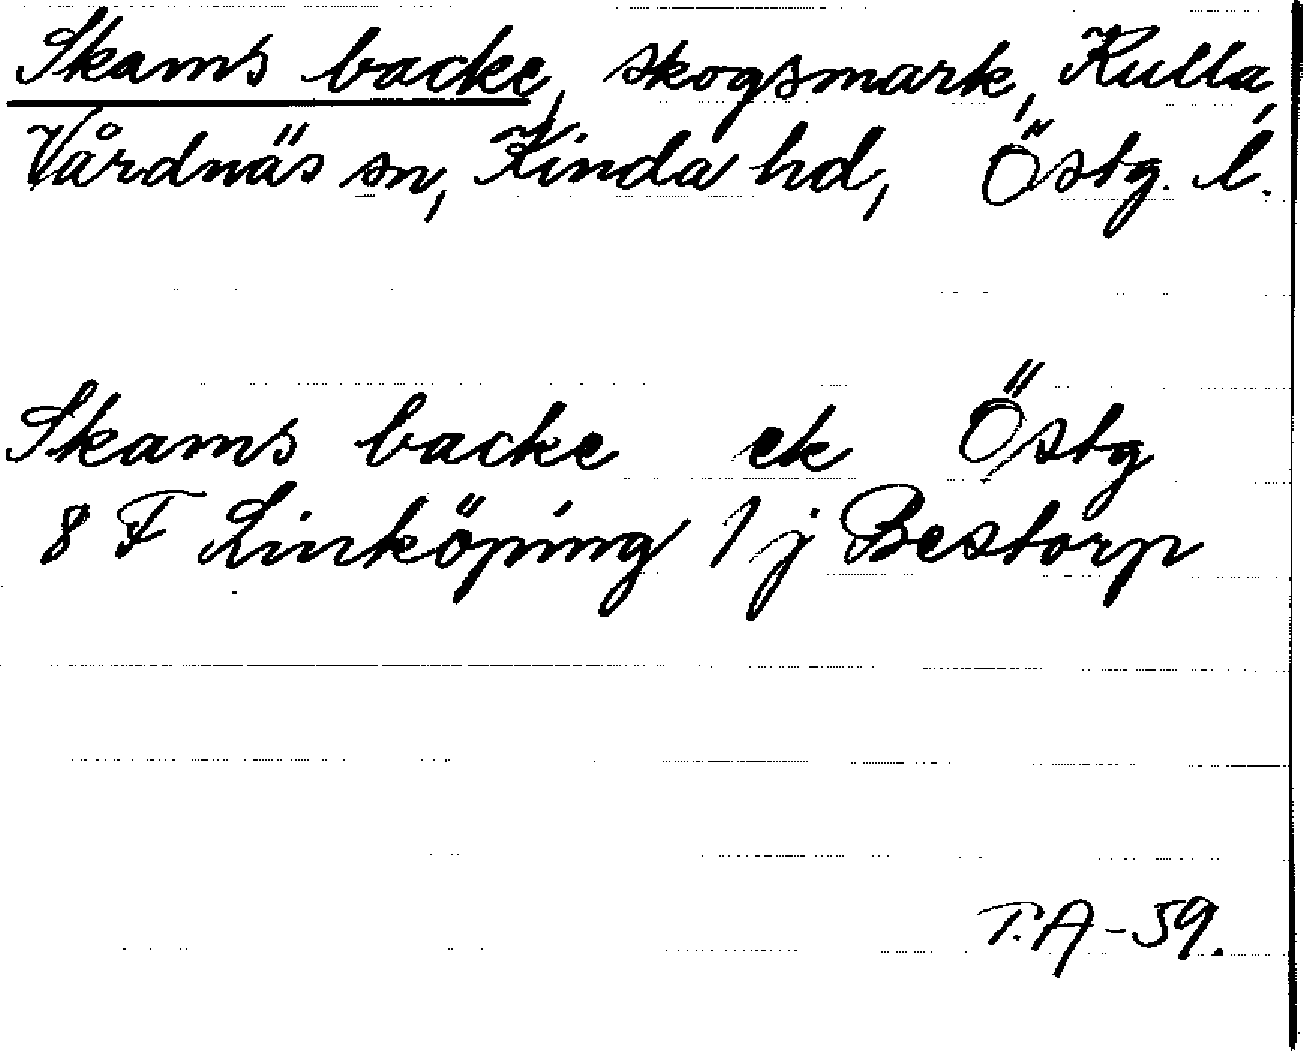 Skams backe, skogsmark, Kulla,
Vårdnäs sn, Kinda hd, Östg. l.
Skams backe ek Östg
8 F Linköping 1 j Bestorp
T.A-59.